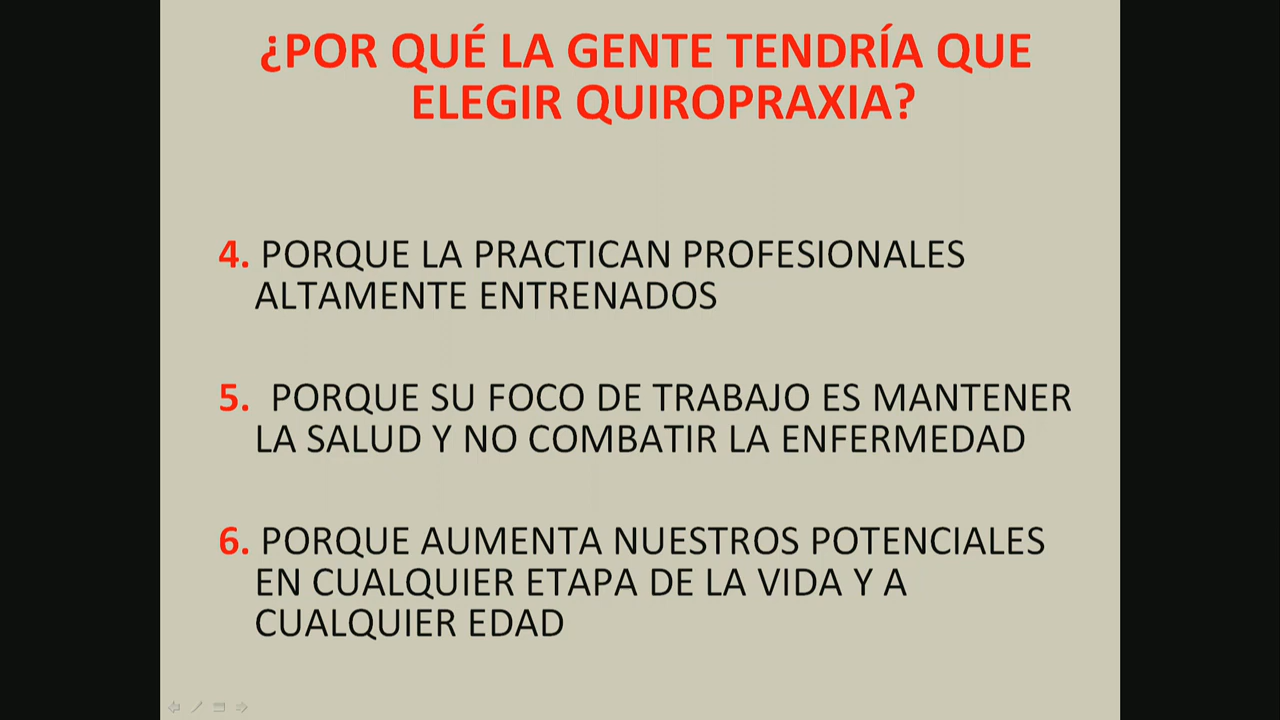 ¿POR QUÉ LA GENTE TENDRÍA QUE
ELEGIR QUIROPRAXIA?
4. PORQUE LA PRACTICAN PROFESIONALES
ALTAMENTE ENTRENADOS
5. PORQUE SU FOCO DE TRABAJO ES MANTENER
LA SALUD Y NO COMBATIR LA ENFERMEDAD
6. PORQUE AUMENTA NUESTROS POTENCIALES
EN CUALQUIER ETAPA DE LA VIDA Y A
CUALQUIER EDAD